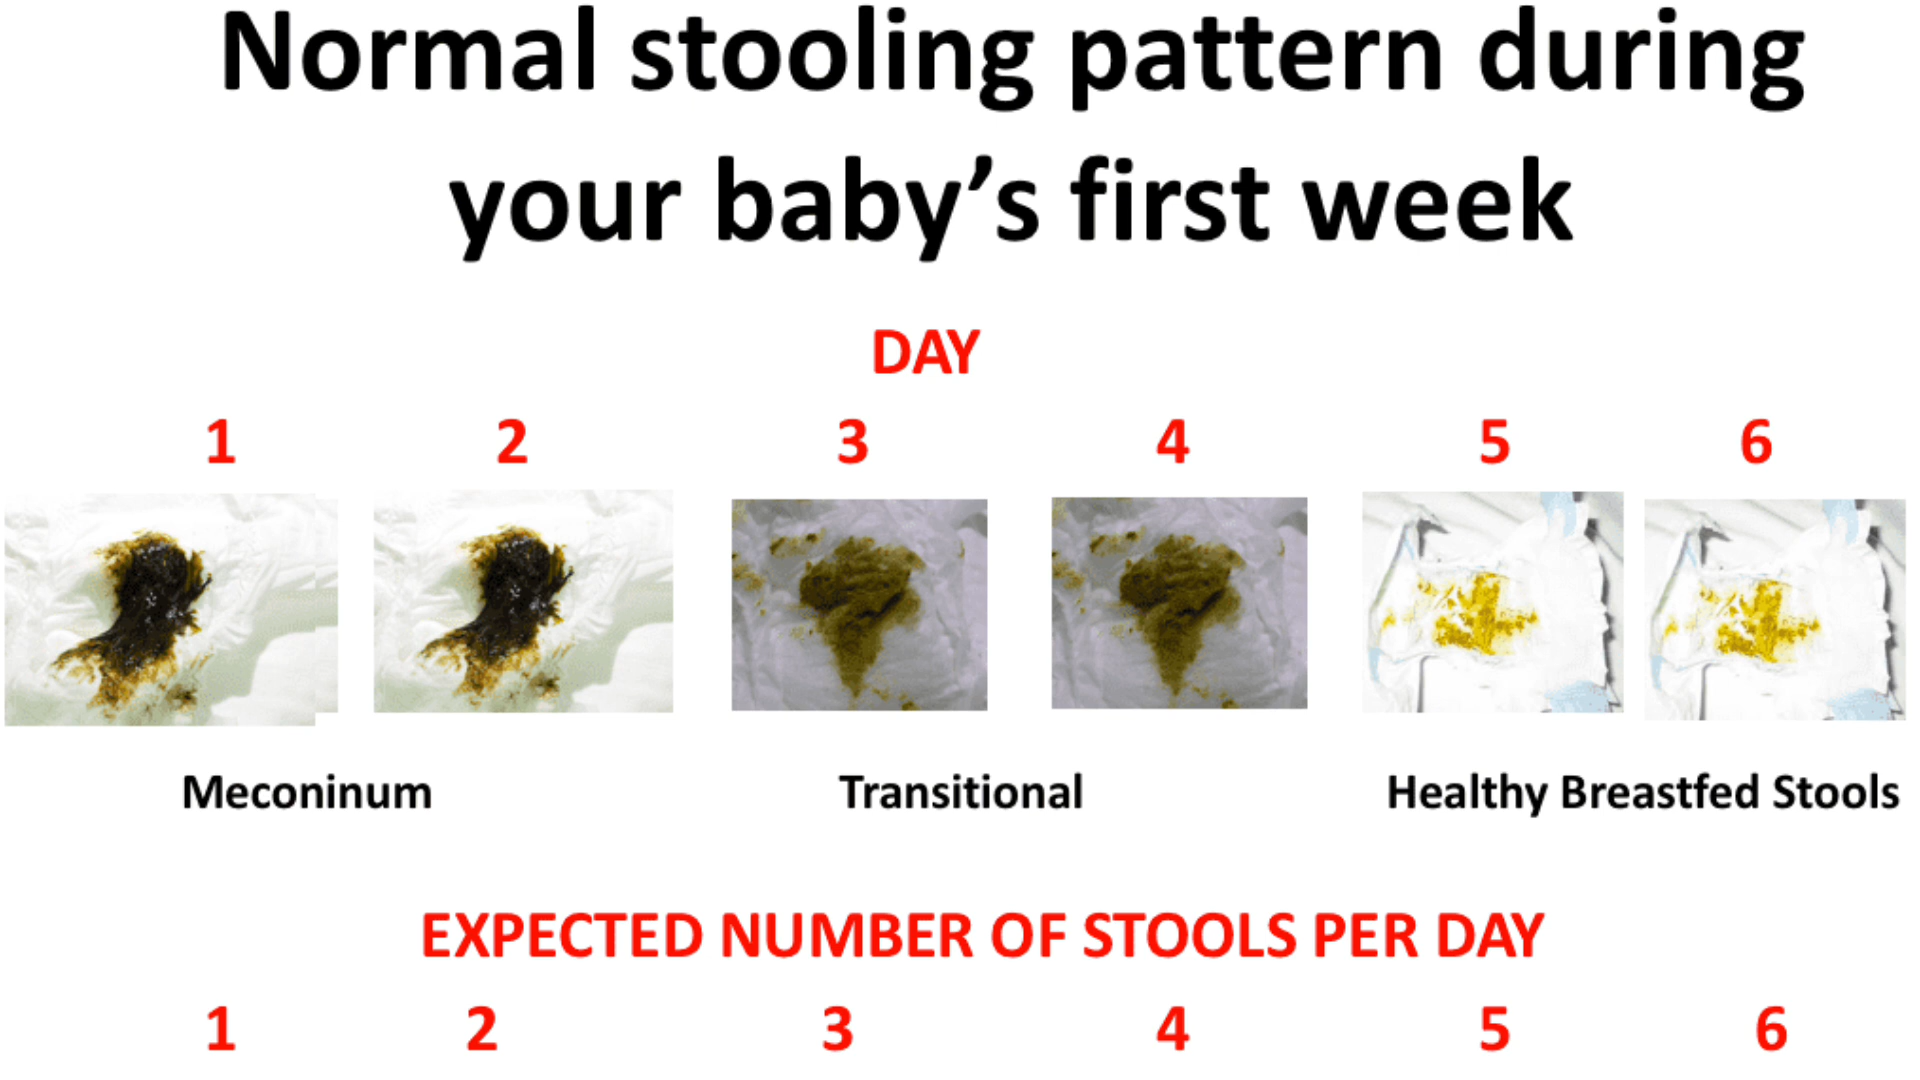 Normal stooling pattern during
your baby’s first week
DAY
1 2 3 4 5 6
Meconinum Transitional Healthy Breastfed Stools
EXPECTED NUMBER OF STOOLS PER DAY
1 2 3 4 5 6